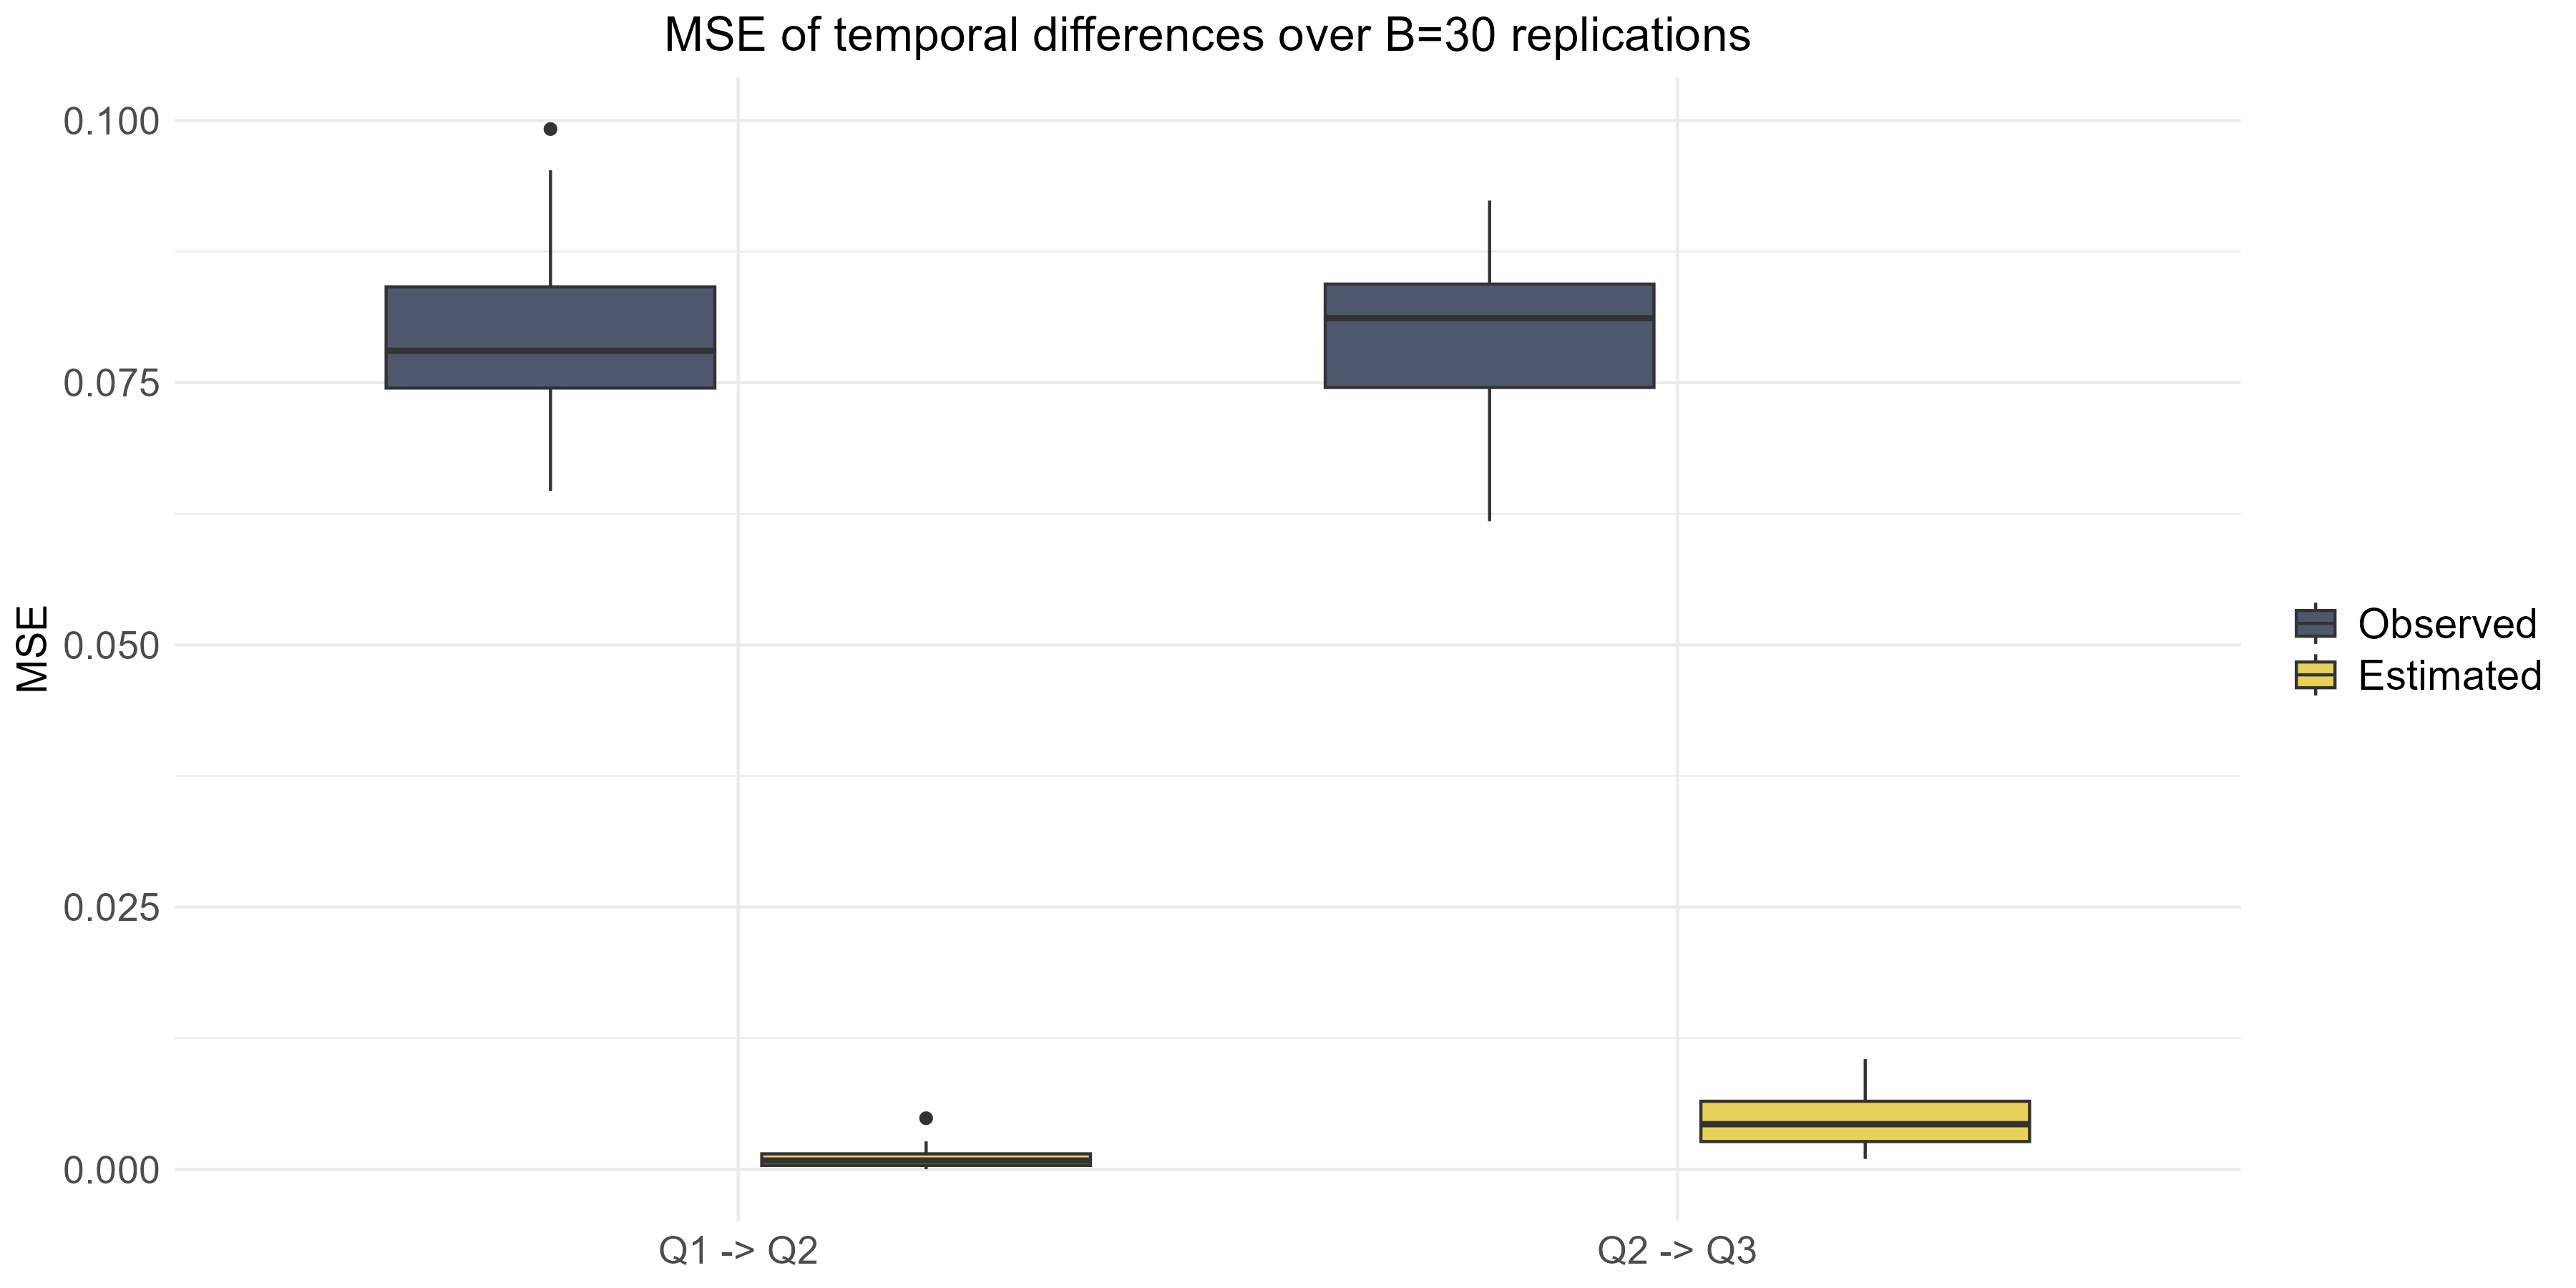 MSE of temporal differences over B=30 replications
MSE
0.100
0.075
0.050
0.025
0.000
Q1 -> Q2
Q2 -> Q3
Observed
Estimated